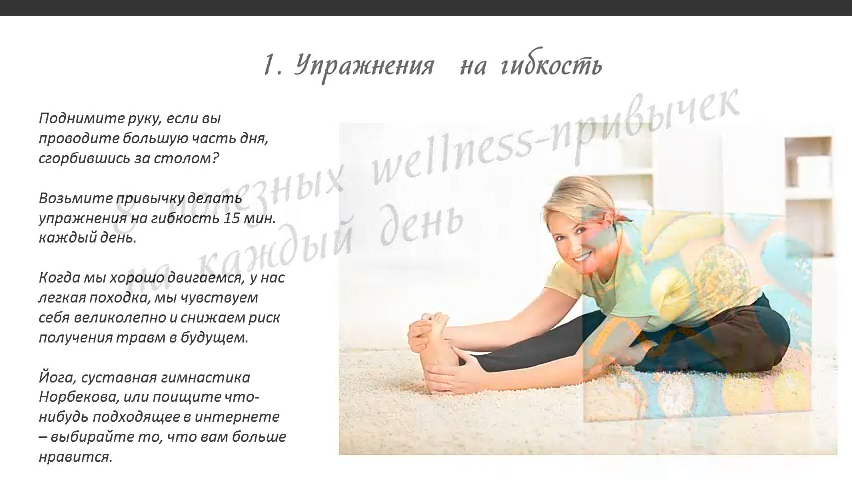 1. Упражнения на гибкость
Поднимите руку, если вы
проводите большую часть дня,
сгорбившись за столом?
Возьмите привычку делать
упражнения на гибкость 15 мин.
каждый день.
Когда мы хорошо двигаемся, у нас
легкая походка, мы чувствуем
себя великолепно и снижаем риск
получения травм в будущем.
Йога, суставная гимнастика
Норбекова, или поищите что-
нибудь подходящее в интернете
– выбирайте то, что вам больше
нравится.
8 полезных wellness-привычек
на каждый день